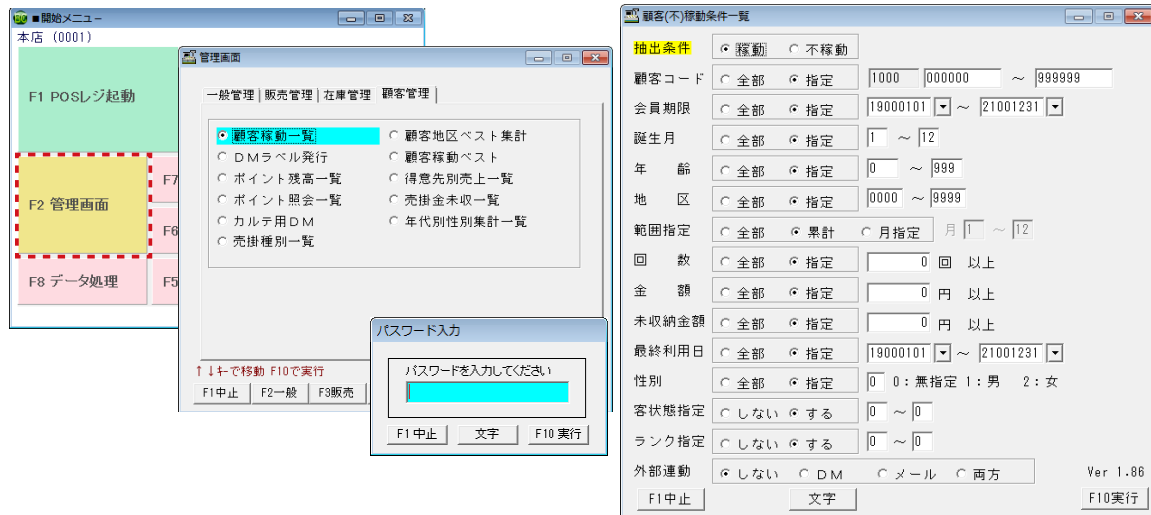 ■開始メニュー
本店 (0001)
F1 POSレジ起動
F2 管理画面
F7
F6
F8 データ処理
F5
管理画面
一般管理 販売管理 在庫管理 顧客管理
顧客稼動一覧 顧客地区ベスト集計
DMラベル発行 顧客稼動ベスト
ポイント残高一覧 得意先別売上一覧
ポイント照会一覧 売掛金未収一覧
カルテ用DM 年代別性別集計一覧
売掛種別一覧
↑↓キーで移動 F10で実行
F1中止 F2一般 F3販売
パスワード入力
パスワードを入力してください
F1中止 文字 F10実行
顧客(不)稼動条件一覧
抽出条件 稼動 不稼動
顧客コード 全部 指定 1000 000000 ～ 999999
会員期限 全部 指定 19000101 ～ 21001231
誕生月 全部 指定 1 ～ 12
年 齢 全部 指定 0 ～ 999
地 区 全部 指定 0000 ～ 9999
範囲指定 全部 累計 月指定 月 1 ～ 12
回 数 全部 指定 0 回 以上
金 額 全部 指定 0 円 以上
未収納金額 全部 指定 0 円 以上
最終利用日 全部 指定 19000101 ～ 21001231
性別 全部 指定 0 0:無指定 1:男 2:女
客状態指定 しない する 0 ～ 0
ランク指定 しない する 0 ～ 0
外部連動 しない DM メール 両方 Ver 1.86
F1中止 文字 F10実行